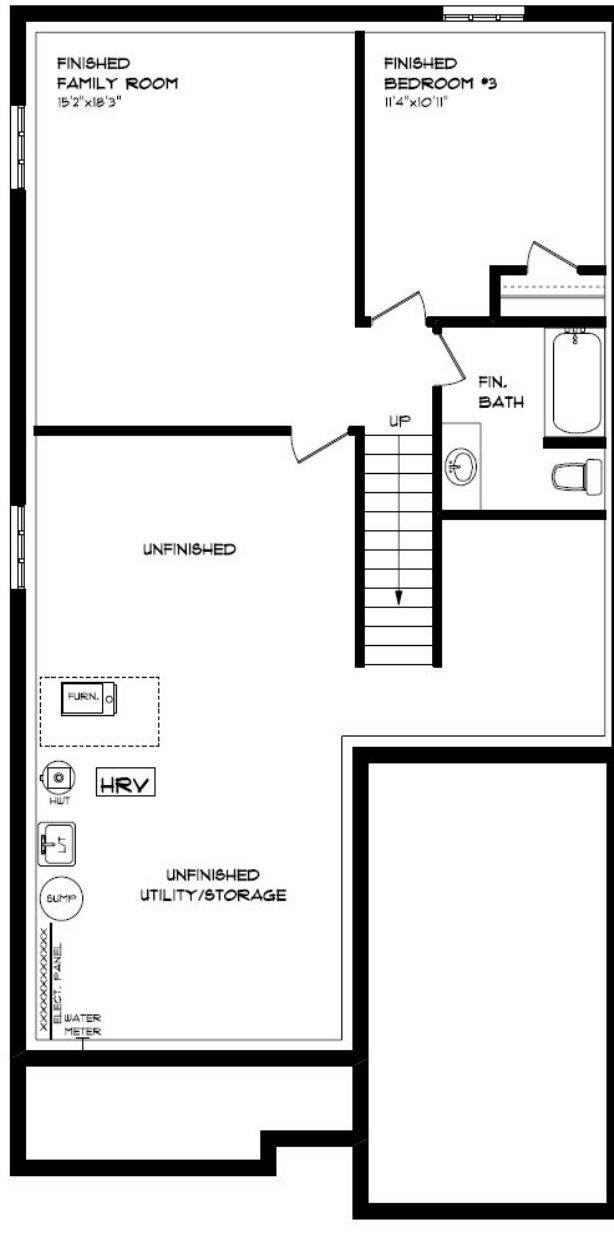 FINISHED
FAMILY ROOM
15'2"x18'3"
FINISHED
BEDROOM #3
11'4"x10'11"
FIN.
BATH
UP
UNFINISHED
FURN.
HWT
HRV
L/T
UNFINISHED
UTILITY/STORAGE
SUMP
XXXXXXXXXXXXX
ELECT. PANEL
WATER
METER